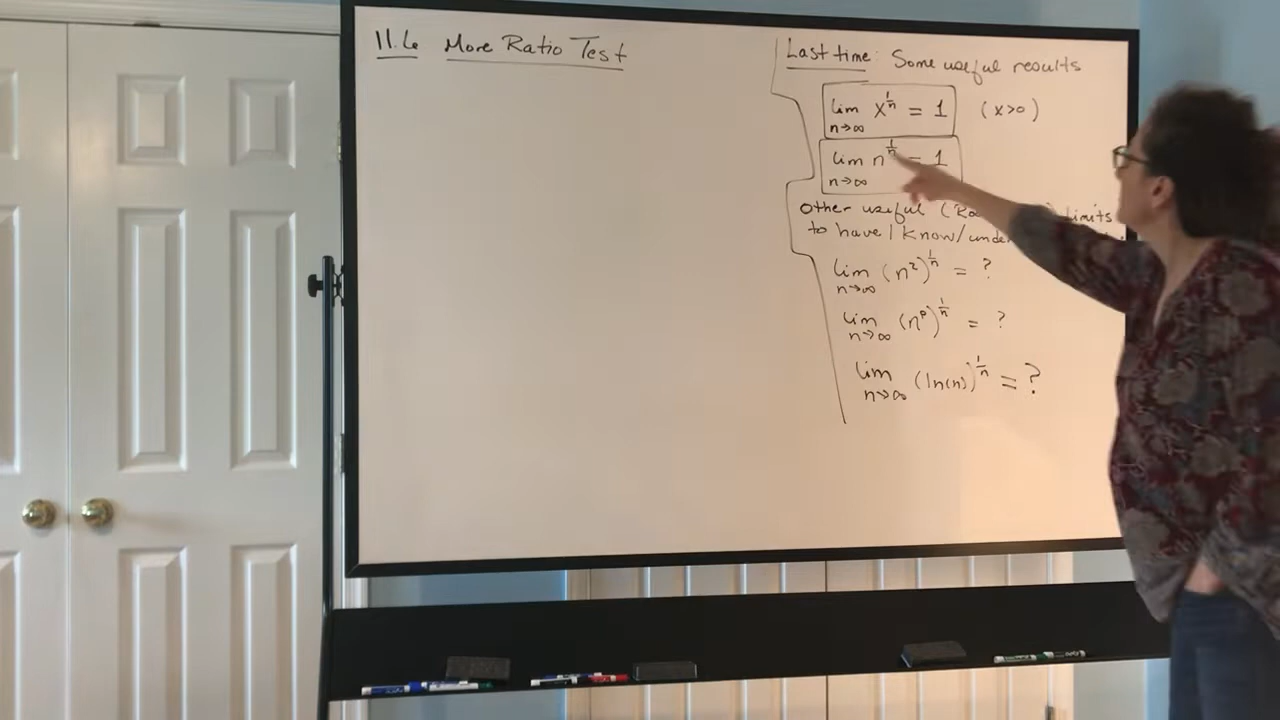 11.6 More Ratio Test
Last time: Some useful results
lim n→∞ x^{1/n} = 1 (x>0)
lim n→∞ n^{1/n} = 1
Other useful ( limits
to have / know /
lim n→∞ (n²)^{1/n} = ?
lim n→∞ (n^p)^{1/n} = ?
lim n→∞ (ln(n))^{1/n} = ?